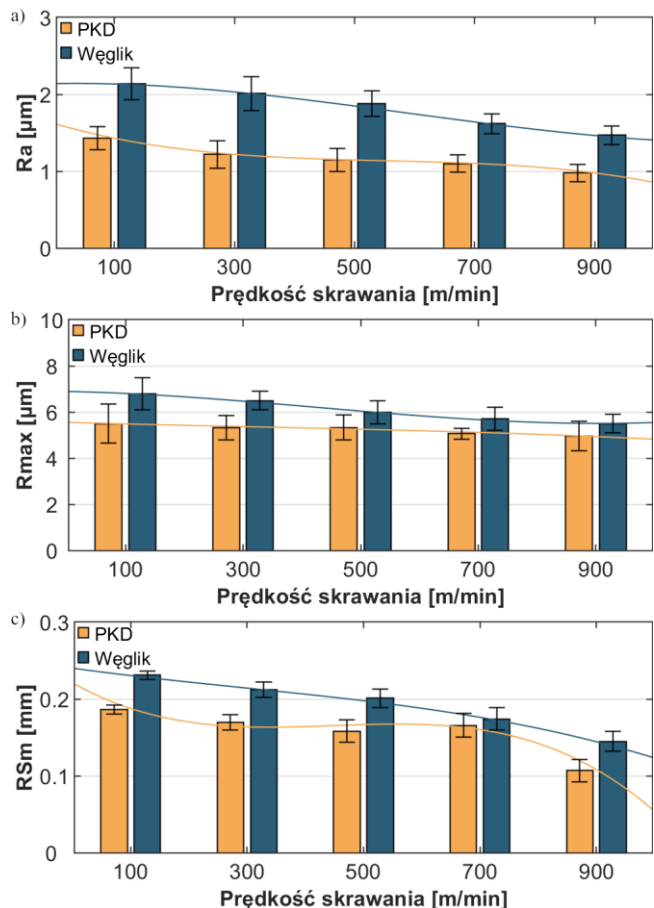 a)
3
PKD
Węglik
2
Ra [µm]
1
0
100 300 500 700 900
Prędkość skrawania [m/min]
b)
10
PKD
Węglik
8
6
Rmax [µm]
4
2
0
100 300 500 700 900
Prędkość skrawania [m/min]
c)
0.3
PKD
Węglik
0.2
RSm [mm]
0.1
0
100 300 500 700 900
Prędkość skrawania [m/min]